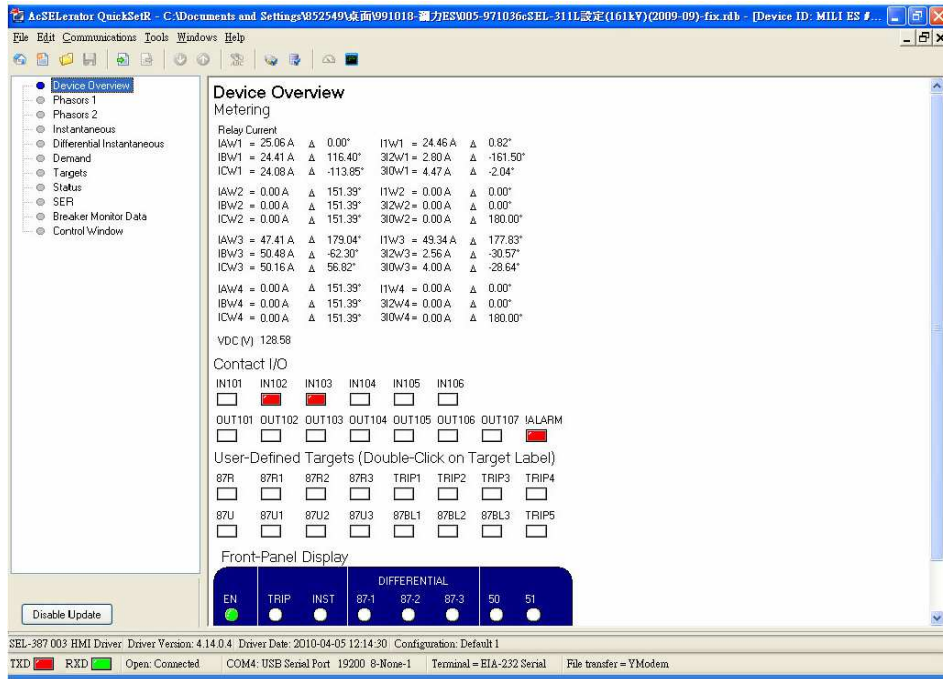 AcSELerator QuickSetR - C:\Documents and Settings\852549\桌面\991018-彌力ES\005-971036cSEL-311L設定(161kV)(2009-09)-fix.rdb - [Device ID: MILI ES #...
File Edit Communications Tools Windows Help
Device Overview
Phasors 1
Phasors 2
Instantaneous
Differential Instantaneous
Demand
Targets
Status
SER
Breaker Monitor Data
Control Window
Disable Update
Device Overview
Metering
Relay Current
IAW1 = 25.06 A Δ 0.00° I1W1 = 24.46 A Δ 0.82°
IBW1 = 24.41 A Δ 116.40° 3I2W1 = 2.80 A Δ -161.50°
ICW1 = 24.08 A Δ -113.85° 3I0W1 = 4.47 A Δ -2.04°
IAW2 = 0.00 A Δ 151.39° I1W2 = 0.00 A Δ 0.00°
IBW2 = 0.00 A Δ 151.39° 3I2W2 = 0.00 A Δ 0.00°
ICW2 = 0.00 A Δ 151.39° 3I0W2 = 0.00 A Δ 180.00°
IAW3 = 47.41 A Δ 179.04° I1W3 = 49.34 A Δ 177.83°
IBW3 = 50.48 A Δ -62.30° 3I2W3 = 2.56 A Δ -30.57°
ICW3 = 50.16 A Δ 56.82° 3I0W3 = 4.00 A Δ -28.64°
IAW4 = 0.00 A Δ 151.39° I1W4 = 0.00 A Δ 0.00°
IBW4 = 0.00 A Δ 151.39° 3I2W4 = 0.00 A Δ 0.00°
ICW4 = 0.00 A Δ 151.39° 3I0W4 = 0.00 A Δ 180.00°
VDC (V) 128.58
Contact I/O
IN101 IN102 IN103 IN104 IN105 IN106
OUT101 OUT102 OUT103 OUT104 OUT105 OUT106 OUT107 !ALARM
User-Defined Targets (Double-Click on Target Label)
87R 87R1 87R2 87R3 TRIP1 TRIP2 TRIP3 TRIP4
87U 87U1 87U2 87U3 87BL1 87BL2 87BL3 TRIP5
Front-Panel Display
DIFFERENTIAL
EN TRIP INST 87-1 87-2 87-3 50 51
SEL-387 003 HMI Driver Driver Version: 4.14.0.4 Driver Date: 2010-04-05 12:14:30 Configuration: Default 1
TXD RXD Open: Connected COM4: USB Serial Port 19200 8-None-1 Terminal = EIA-232 Serial File transfer = YModem